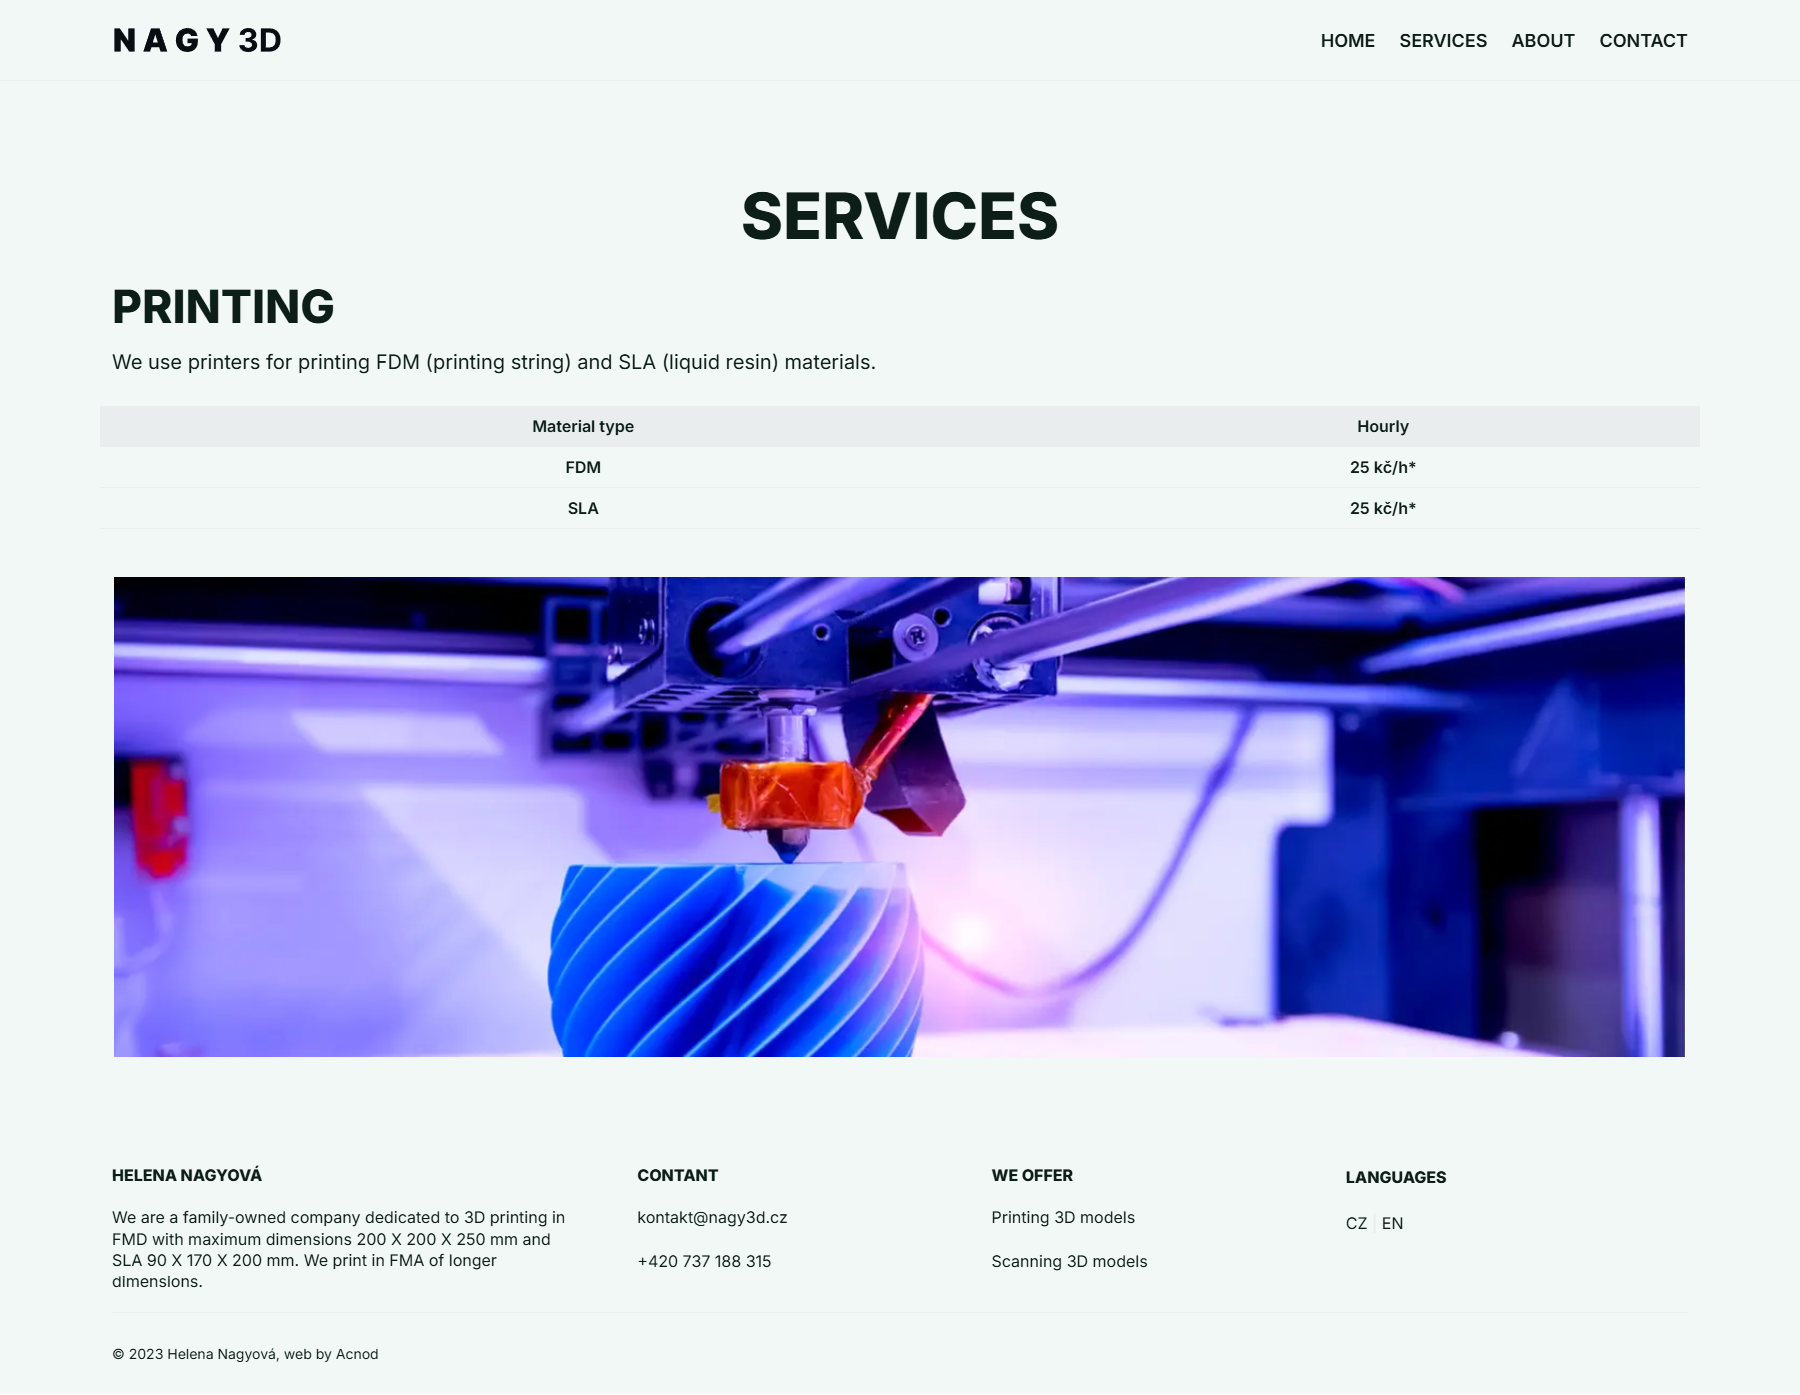 NAGY 3D
HOME SERVICES ABOUT CONTACT
SERVICES
PRINTING
We use printers for printing FDM (printing string) and SLA (liquid resin) materials.
Material type Hourly
FDM 25 kč/h*
SLA 25 kč/h*
HELENA NAGYOVÁ
We are a family-owned company dedicated to 3D printing in
FMD with maximum dimensions 200 X 200 X 250 mm and
SLA 90 X 170 X 200 mm. We print in FMA of longer
dlmenslons.
CONTANT
kontakt@nagy3d.cz
+420 737 188 315
WE OFFER
Printing 3D models
Scanning 3D models
LANGUAGES
CZ | EN
© 2023 Helena Nagyová, web by Acnod